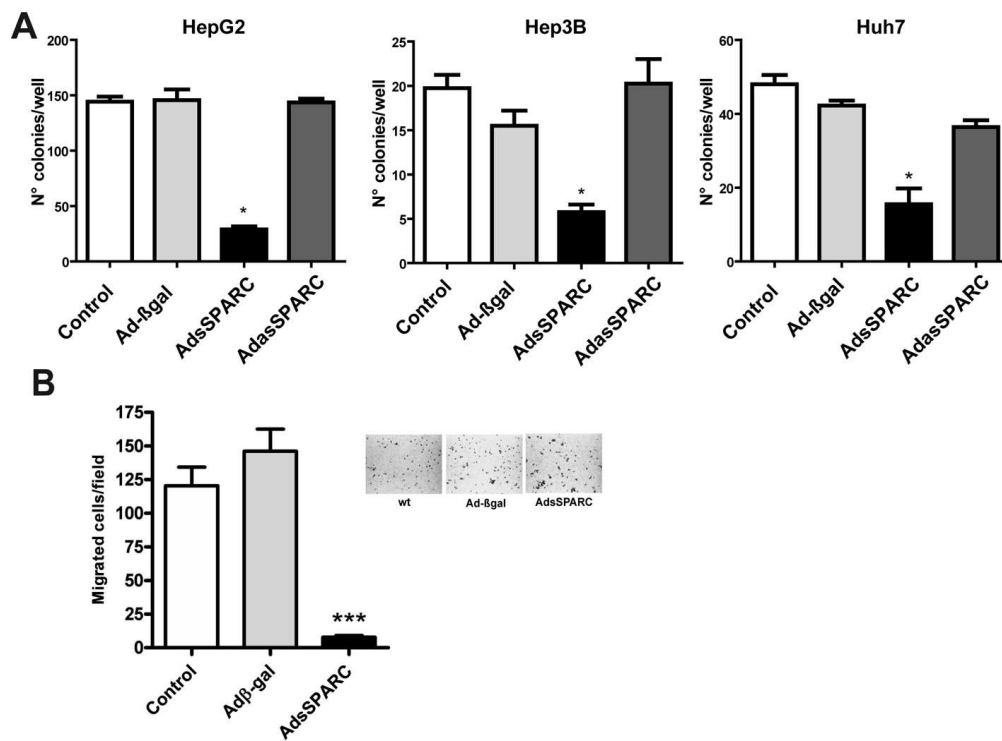 A
HepG2
N° colonies/well
200
150
100
50
0
Control
Ad-ßgal
AdsSPARC
AdasSPARC
Hep3B
N° colonies/well
25
20
15
10
5
0
*
Control
Ad-ßgal
AdsSPARC
AdasSPARC
Huh7
N° colonies/well
60
40
20
0
*
Control
Ad-ßgal
AdsSPARC
AdasSPARC
B
Migrated cells/field
175
150
125
100
75
50
25
0
***
Control
Adβ-gal
AdsSPARC
wt
Ad-ßgal
AdsSPARC